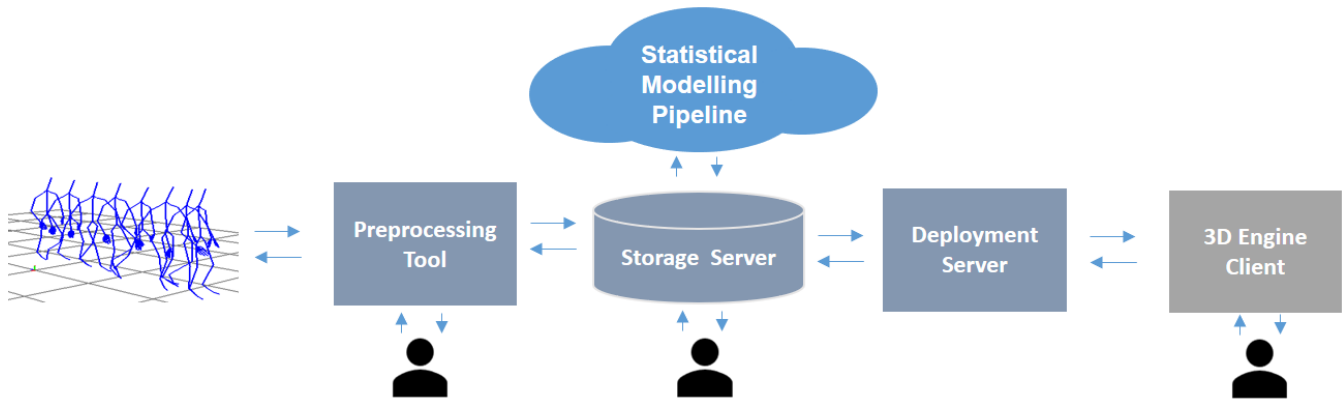 Statistical
Modelling
Pipeline
Preprocessing
Tool
Storage Server
Deployment
Server
3D Engine
Client